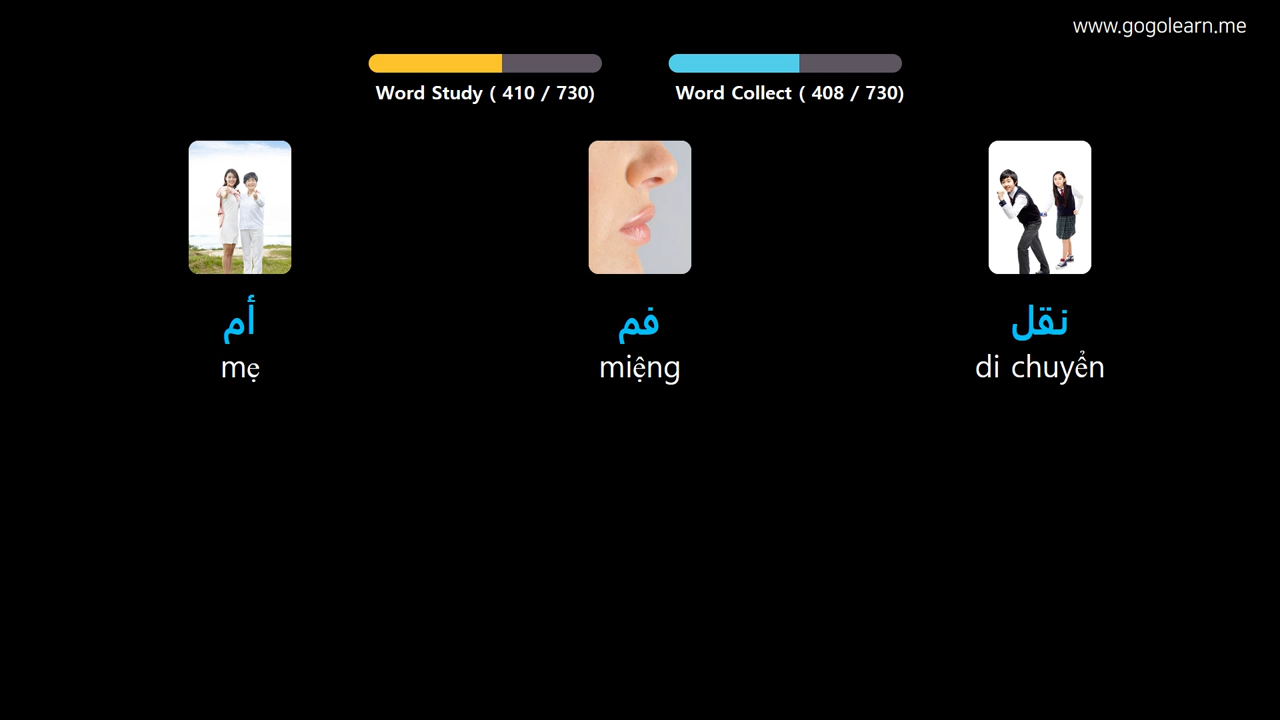 www.gogolearn.me
Word Study ( 410 / 730)
Word Collect ( 408 / 730)
أم
mẹ
فم
miệng
نقل
di chuyển